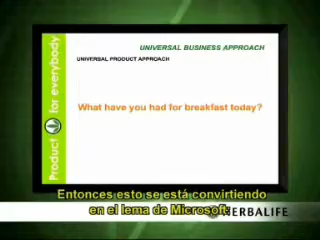 UNIVERSAL BUSINESS APPROACH
UNIVERSAL PRODUCT APPROACH
Product for everybody
What have you had for breakfast today?
Entonces esto se está convirtiendo
en el lema de Microsoft:
HERBALIFE